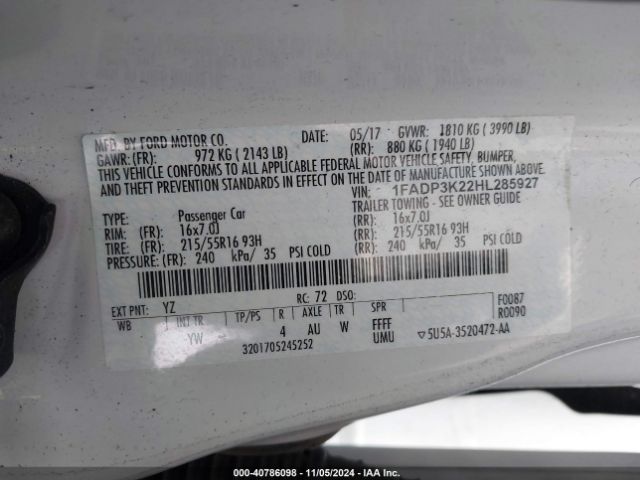 MFD. BY FORD MOTOR CO.
DATE: 05/17 GVWR: 1810 KG ( 3990 LB)
GAWR: (FR): 972 KG ( 2143 LB) (RR): 880 KG ( 1940 LB)
THIS VEHICLE CONFORMS TO ALL APPLICABLE FEDERAL MOTOR VEHICLE SAFETY, BUMPER,
AND THEFT PREVENTION STANDARDS IN EFFECT ON THE DATE OF MANUFACTURE SHOWN ABOVE.
VIN: 1FADP3K22HL285927
TYPE: Passenger Car TRAILER TOWING - SEE OWNER GUIDE
RIM: (FR): 16x7.0J (RR): 16x7.0J
TIRE: (FR): 215/55R16 93H (RR): 215/55R16 93H
PRESSURE: (FR): 240 kPa/ 35 PSI COLD (RR): 240 kPa/ 35 PSI COLD
EXT PNT: YZ RC: 72 DSO: F0087
WB INT TR TP/PS R AXLE TR SPR R0090
YW 4 AU W FFFF
UMU
3201705245252 5U5A-3520472-AA
000-40786098 - 11/05/2024 - IAA Inc.